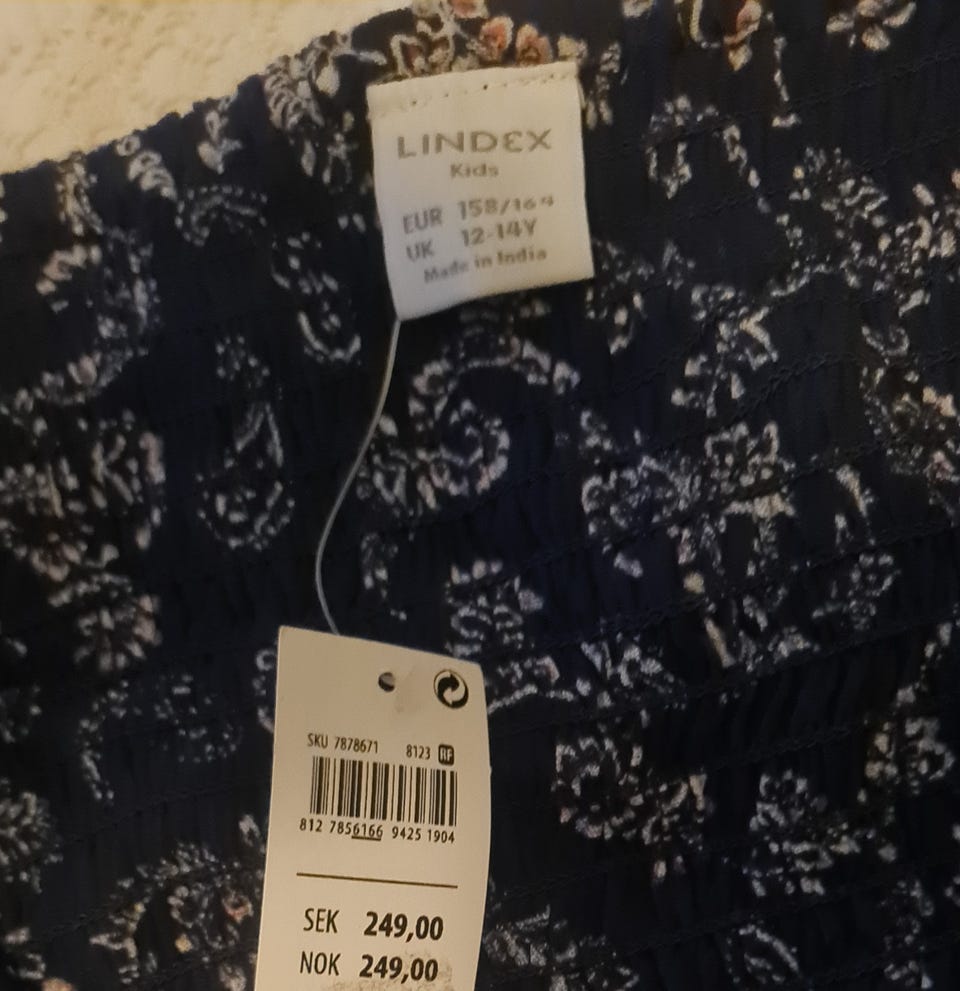 LINDEX
Kids
EUR 158/164
UK 12-14Y
Made in India
SKU 7878671 8123 RF
812 7856166 9425 1904
SEK 249,00
NOK 249,00